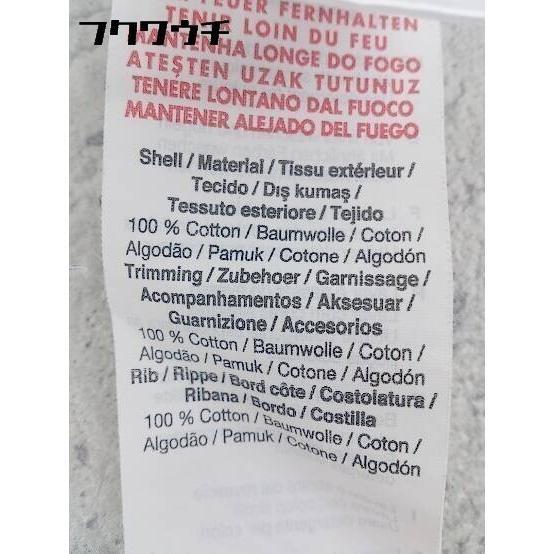 フクウクチ
FEUER FERNHALTEN
TENIR LOIN DU FEU
MANTENHA LONGE DO FOGO
ATEŞTEN UZAK TUTUNUZ
TENERE LONTANO DAL FUOCO
MANTENER ALEJADO DEL FUEGO
Shell / Material / Tissu extérieur /
Tecido / Dış kumaş /
Tessuto esteriore / Tejido
100 % Cotton / Baumwolle / Coton /
Algodão / Pamuk / Cotone / Algodón
Trimming / Zubehoer / Garnissage /
Acompanhamentos / Aksesuar /
Guarnizione / Accesorios
100 % Cotton / Baumwolle / Coton /
Algodão / Pamuk / Cotone / Algodón
Rib / Rippe / Bord côte / Costolatura /
Ribana / Bordo / Costilla
100 % Cotton / Baumwolle / Coton /
Algodão / Pamuk / Cotone / Algodón